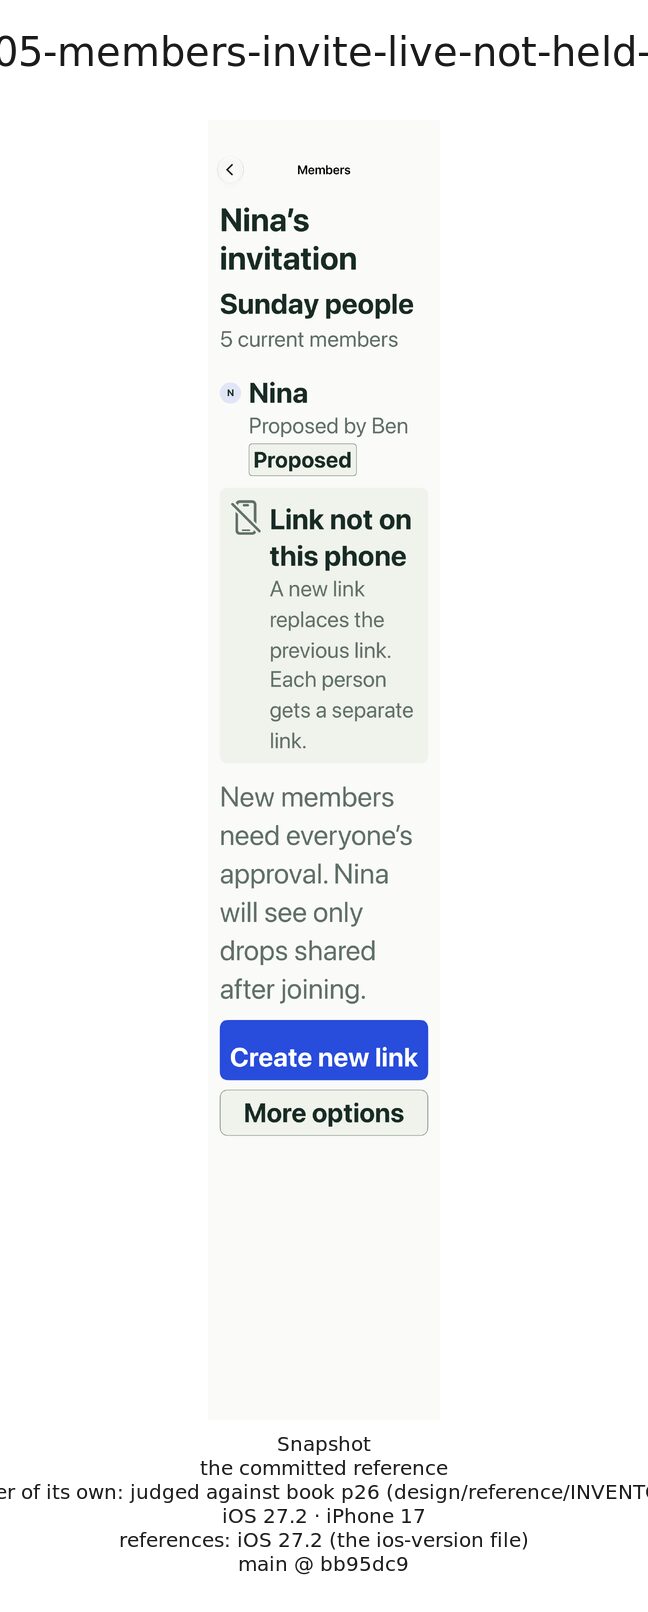 05-members-invite-live-not-held-
Members
Nina’s
invitation
Sunday people
5 current members
N
Nina
Proposed by Ben
Proposed
Link not on
this phone
A new link
replaces the
previous link.
Each person
gets a separate
link.
New members
need everyone’s
approval. Nina
will see only
drops shared
after joining.
Create new link
More options
Snapshot
the committed reference
er of its own: judged against book p26 (design/reference/INVENT
iOS 27.2 · iPhone 17
references: iOS 27.2 (the ios-version file)
main @ bb95dc9